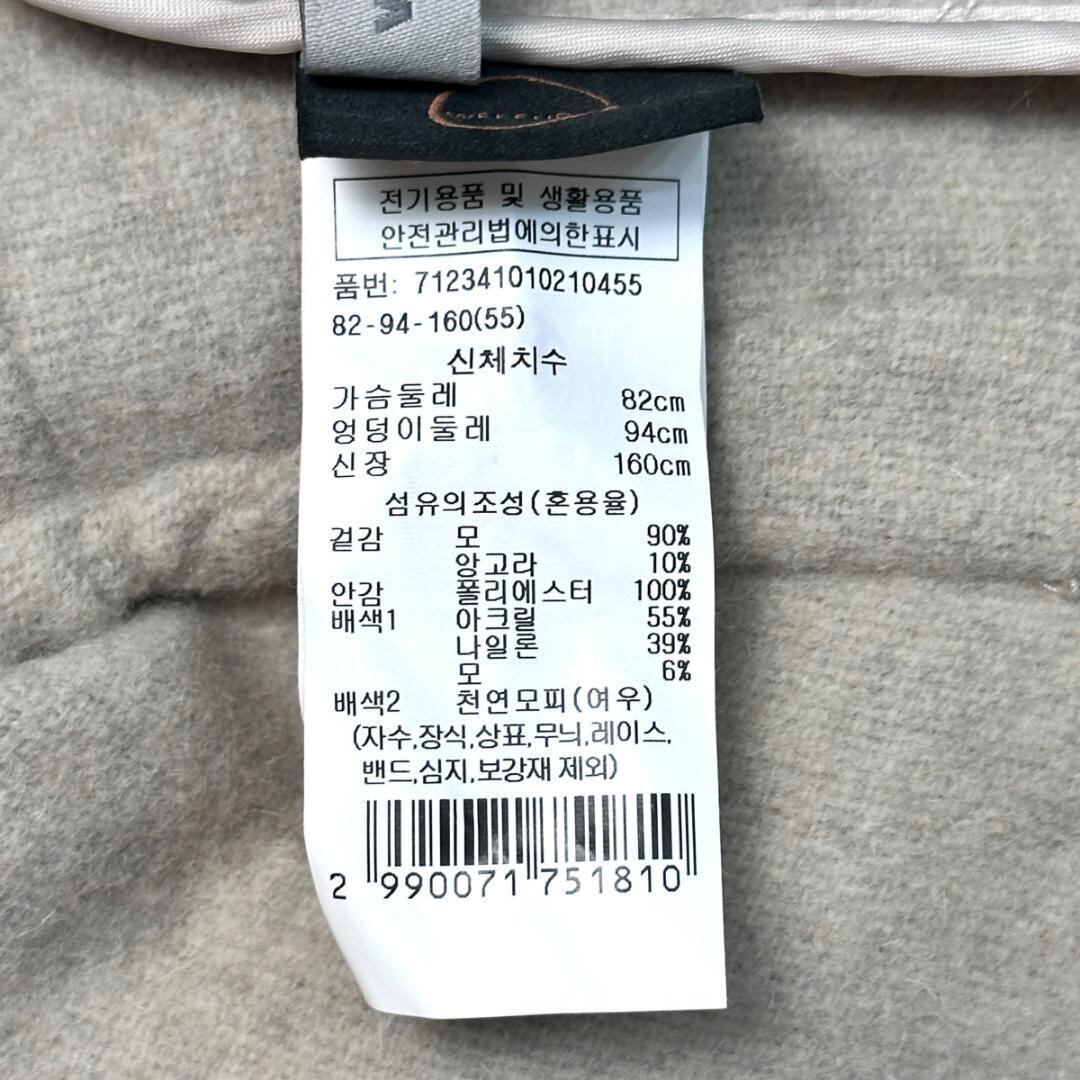 W
전기용품 및 생활용품
안전관리법에의한표시
품번: 712341010210455
82-94-160(55)
신체치수
가슴둘레 82cm
엉덩이둘레 94cm
신장 160cm
섬유의조성(혼용율)
겉감 모 90%
앙고라 10%
안감 폴리에스터 100%
배색1 아크릴 55%
나일론 39%
모 6%
배색2 천연모피(여우)
(자수,장식,상표,무늬,레이스,
밴드,심지,보강재 제외)
2 990071 751810